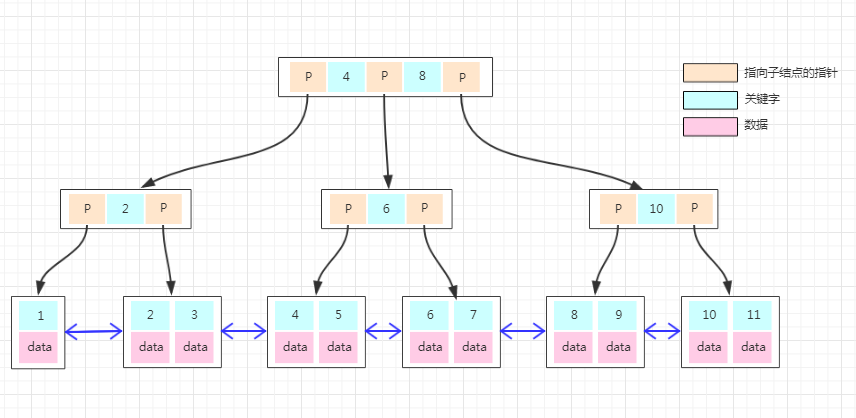 P 4 P 8 P
指向子结点的指针
关键字
数据
P 2 P
P 6 P
P 10 P
1
2 3
4 5
6 7
8 9
10 11
data
data data
data data
data data
data data
data data